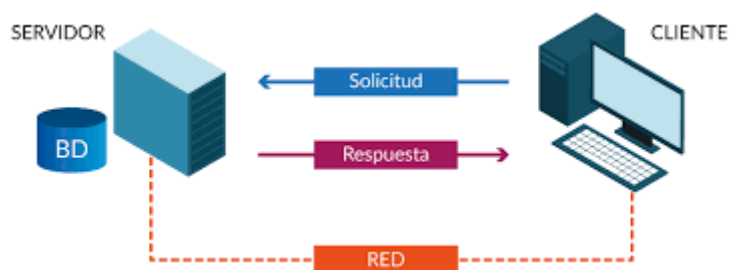 SERVIDOR
CLIENTE
Solicitud
BD
Respuesta
RED